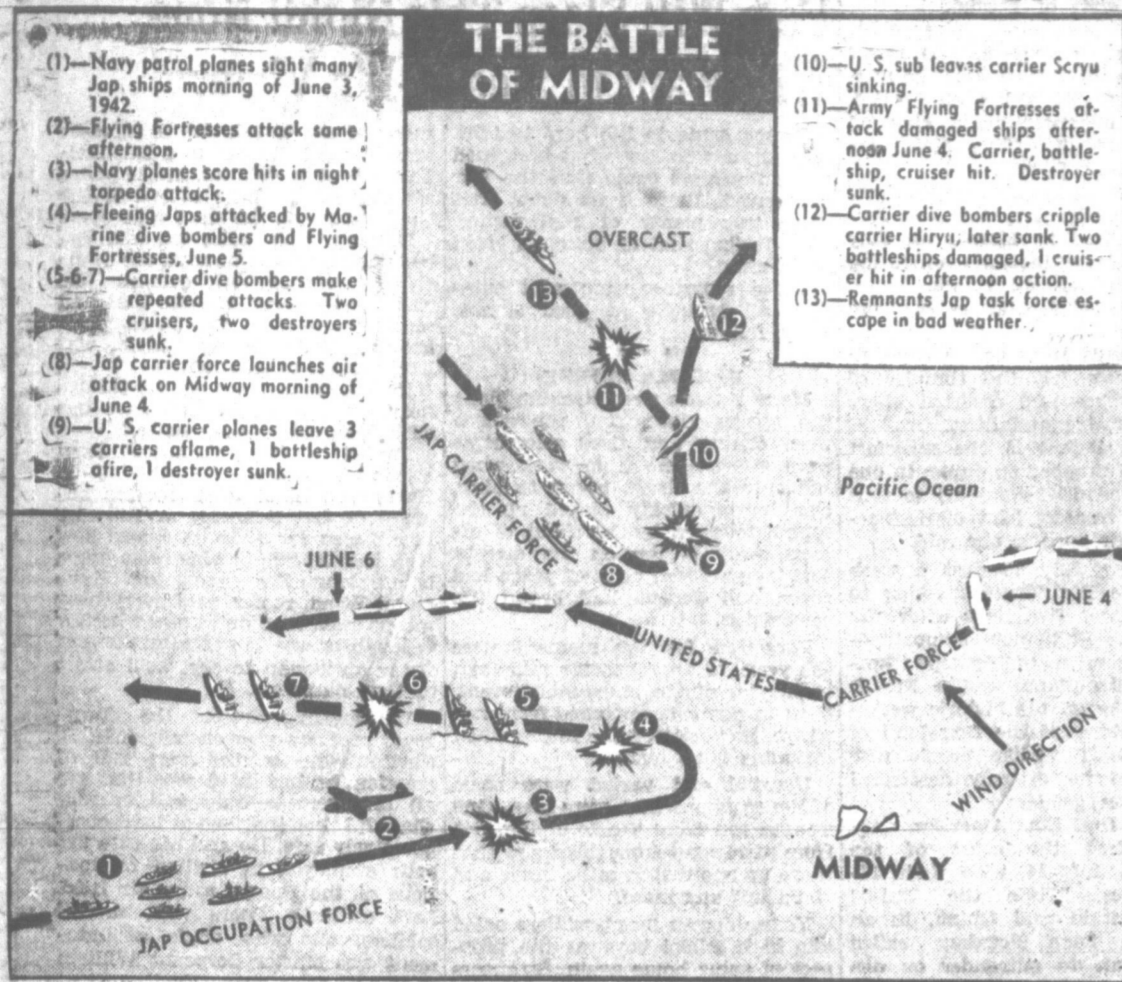 THE BATTLE
OF MIDWAY
(1)—Navy patrol planes sight many
Jap ships morning of June 3,
1942.
(2)—Flying Fortresses attack same
afternoon.
(3)—Navy planes score hits in night
torpedo attack.
(4)—Fleeing Japs attacked by Ma-
rine dive bombers and Flying
Fortresses, June 5.
(5-6-7)—Carrier dive bombers make
repeated attacks. Two
cruisers, two destroyers
sunk.
(8)—Jap carrier force launches air
attack on Midway morning of
June 4.
(9)—U. S. carrier planes leave 3
carriers aflame, 1 battleship
afire, 1 destroyer sunk.
(10)—U. S. sub leaves carrier Scryu
sinking.
(11)—Army Flying Fortresses at-
tack damaged ships after-
noon June 4. Carrier, battle-
ship, cruiser hit. Destroyer
sunk.
(12)—Carrier dive bombers cripple
carrier Hiryu, later sank. Two
battleships damaged, 1 cruis-
er hit in afternoon action.
(13)—Remnants Jap task force es-
cape in bad weather.
OVERCAST
13
12
11
10
JAP CARRIER FORCE
8
9
Pacific Ocean
JUNE 6
JUNE 4
UNITED STATES
CARRIER FORCE
7
6
5
4
WIND DIRECTION
3
2
MIDWAY
1
JAP OCCUPATION FORCE